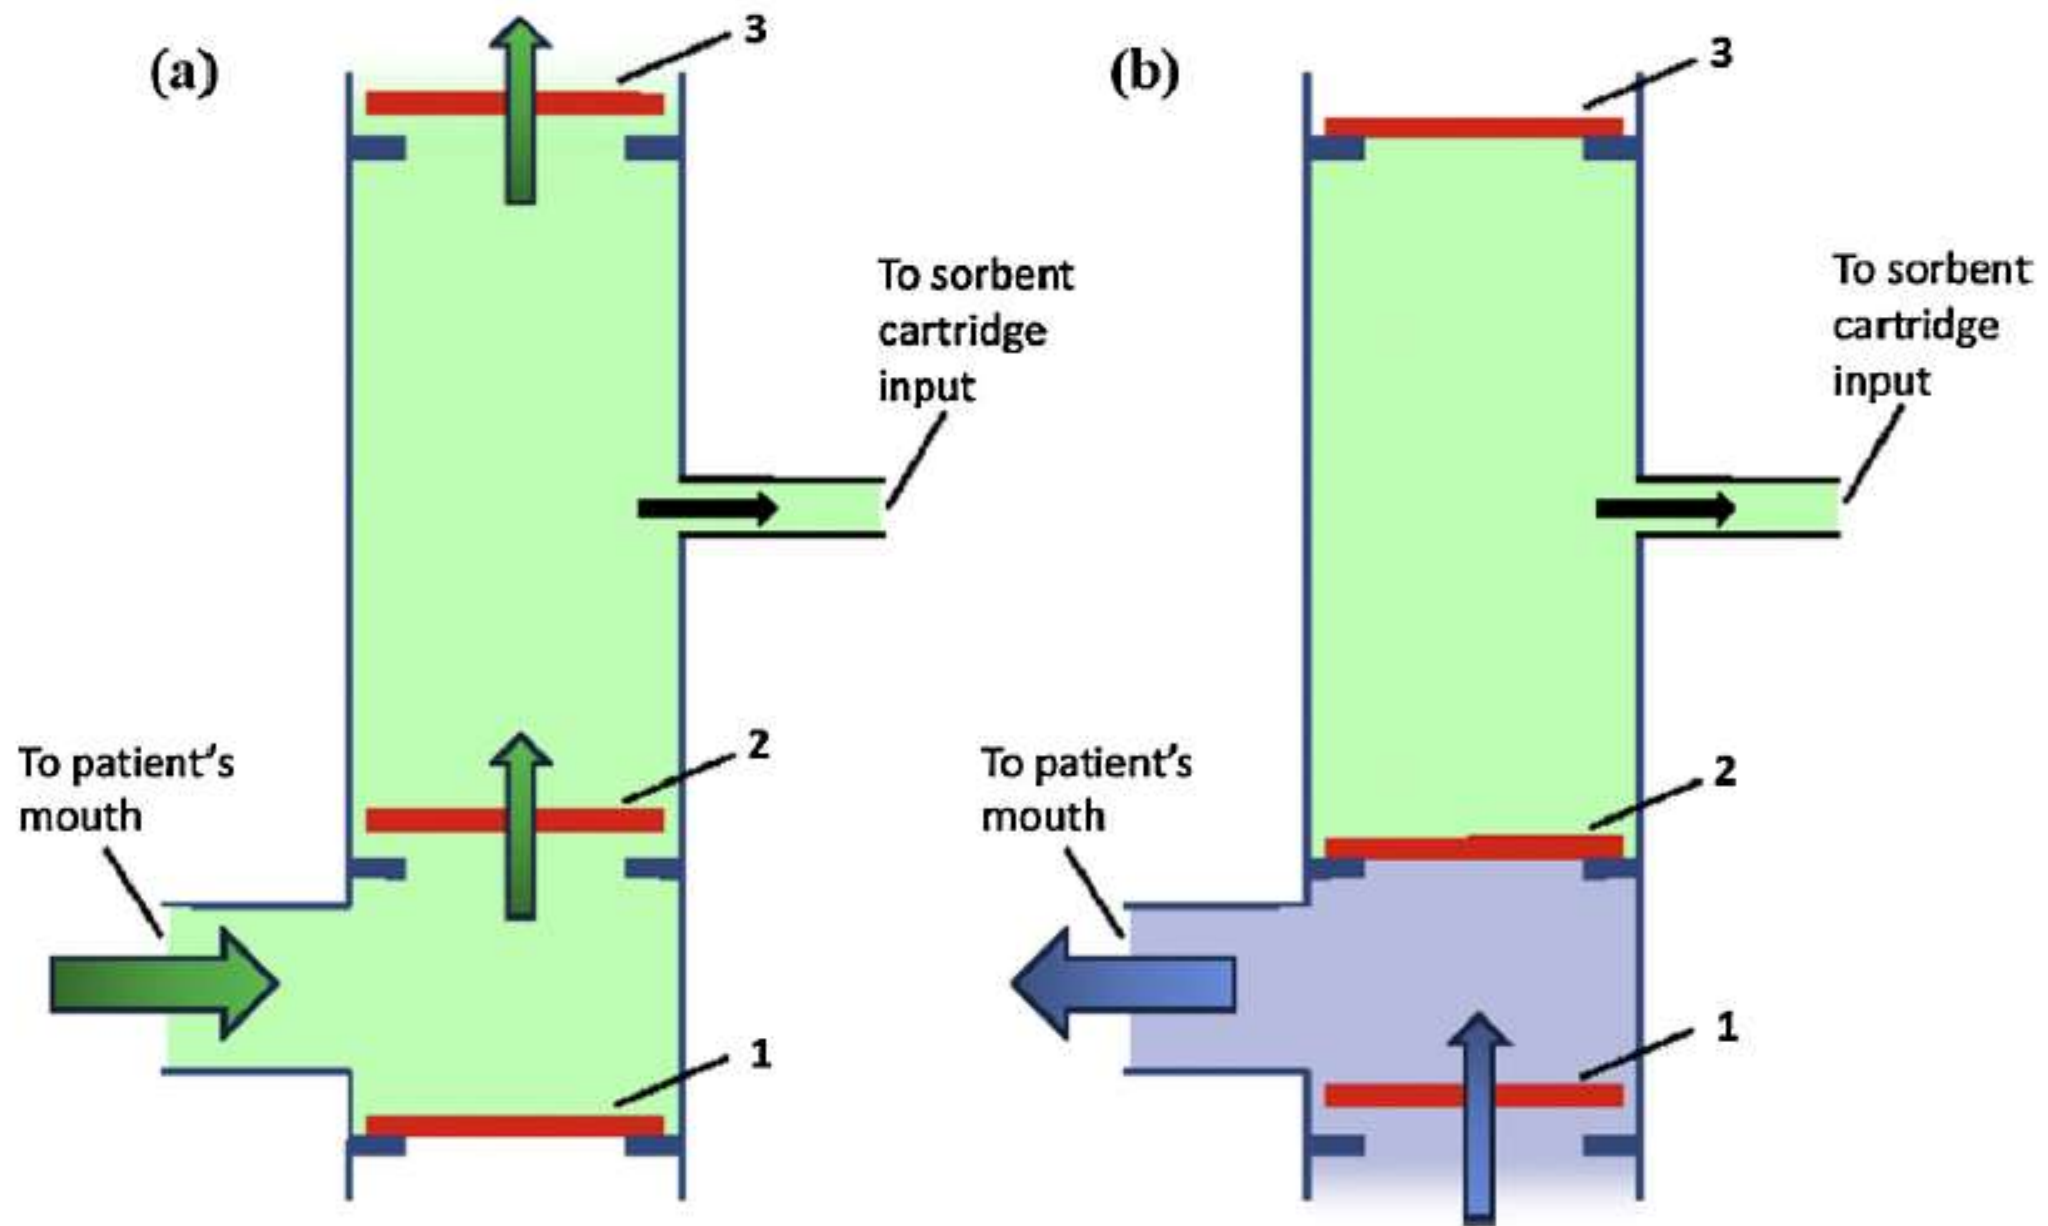 (a)
3
To sorbent
cartridge
input
2
To patient's
mouth
1
(b)
3
To sorbent
cartridge
input
2
To patient's
mouth
1